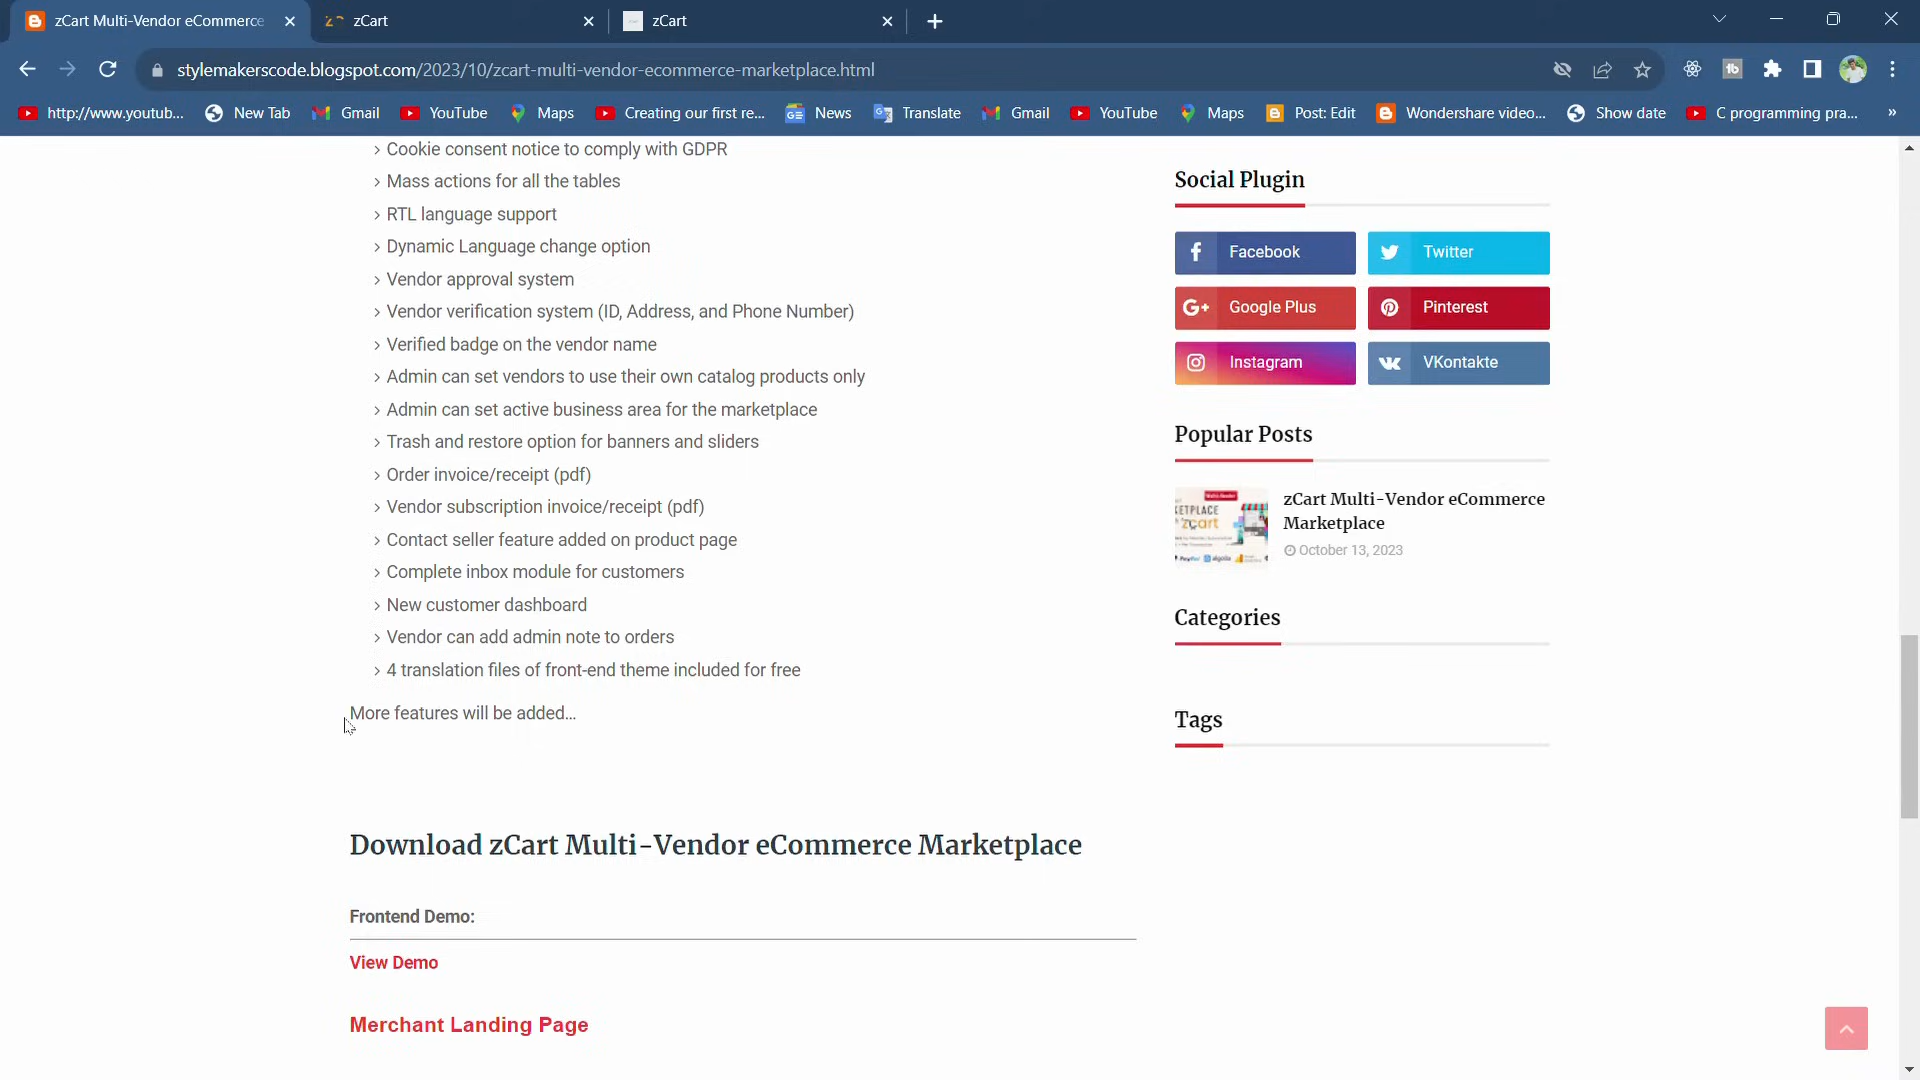 zCart Multi-Vendor eCommerce
zCart
zCart
stylemakerscode.blogspot.com/2023/10/zcart-multi-vendor-ecommerce-marketplace.html
http://www.youtub...
New Tab
Gmail
YouTube
Maps
Creating our first re...
News
Translate
Gmail
YouTube
Maps
Post: Edit
Wondershare video...
Show date
C programming pra...
»
Cookie consent notice to comply with GDPR
Mass actions for all the tables
RTL language support
Dynamic Language change option
Vendor approval system
Vendor verification system (ID, Address, and Phone Number)
Verified badge on the vendor name
Admin can set vendors to use their own catalog products only
Admin can set active business area for the marketplace
Trash and restore option for banners and sliders
Order invoice/receipt (pdf)
Vendor subscription invoice/receipt (pdf)
Contact seller feature added on product page
Complete inbox module for customers
New customer dashboard
Vendor can add admin note to orders
4 translation files of front-end theme included for free
More features will be added…
Download zCart Multi-Vendor eCommerce Marketplace
Frontend Demo:
View Demo
Merchant Landing Page
Social Plugin
Facebook
Twitter
Google Plus
Pinterest
Instagram
VKontakte
Popular Posts
zCart Multi-Vendor eCommerce
Marketplace
October 13, 2023
Categories
Tags